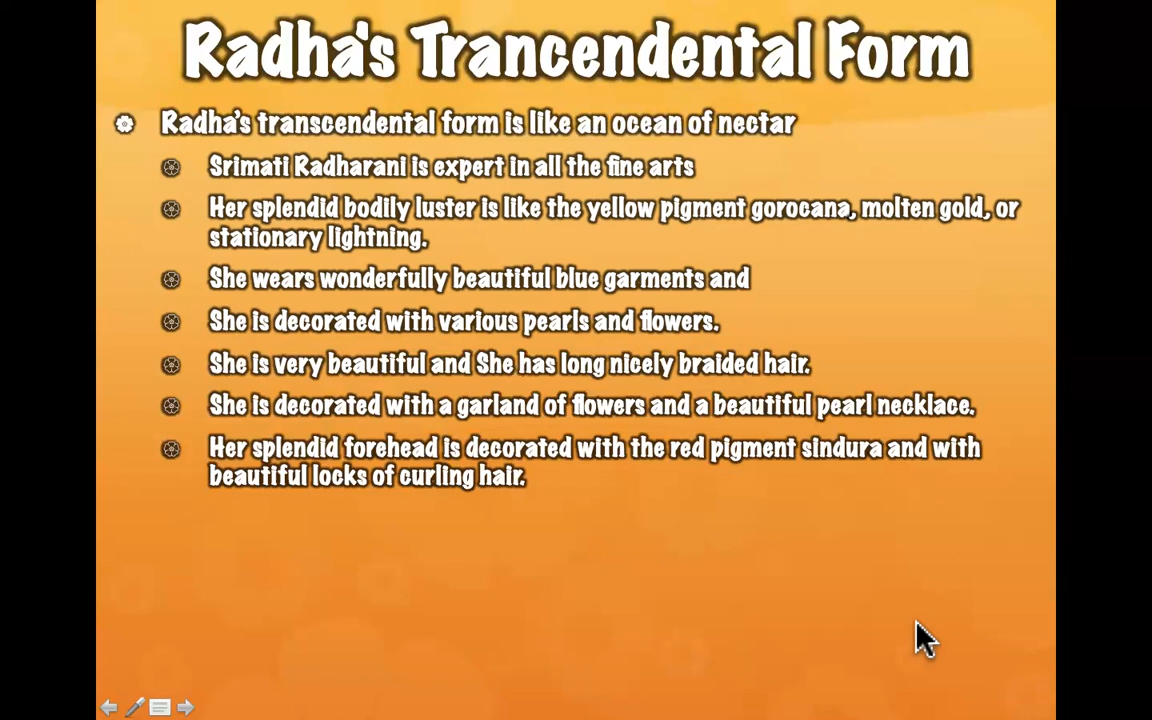 Radha's Trancendental Form
Radha's transcendental form is like an ocean of nectar
Srimati Radharani is expert in all the fine arts
Her splendid bodily luster is like the yellow pigment gorocana, molten gold, or
stationary lightning.
She wears wonderfully beautiful blue garments and
She is decorated with various pearls and flowers.
She is very beautiful and She has long nicely braided hair.
She is decorated with a garland of flowers and a beautiful pearl necklace.
Her splendid forehead is decorated with the red pigment sindura and with
beautiful locks of curling hair.